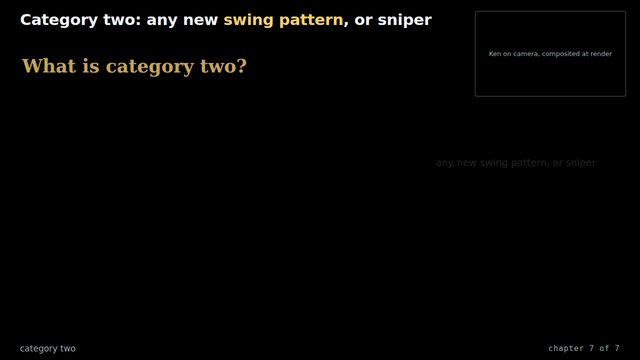 Category two: any new swing pattern, or sniper
Ken on camera, composited at render
What is category two?
any new swing pattern, or sniper
category two
chapter 7 of 7